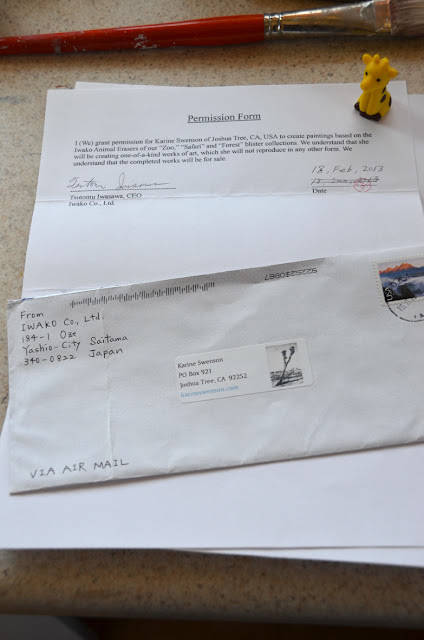 Permission Form
I (We) grant permission for Karine Swenson of Joshua Tree, CA, USA to create paintings based on the
Iwako Animal Erasers of our "Zoo," "Safari" and "Forest" blister collections. We understand that she
will be creating one-of-a-kind works of art, which she will not reproduce in any other form. We
understand that the completed works will be for sale.
Tsutomu Iwasawa
18, Feb, 2013
Tsutomu Iwasawa, CEO
Date
Iwako Co., Ltd.
From
IWAKO Co., Ltd.
184-1 Oze
Yashio-City Saitama
340-0822 Japan
Karine Swenson
PO Box 921
Joshua Tree, CA 92252
karineswenson.com
VIA AIR MAIL